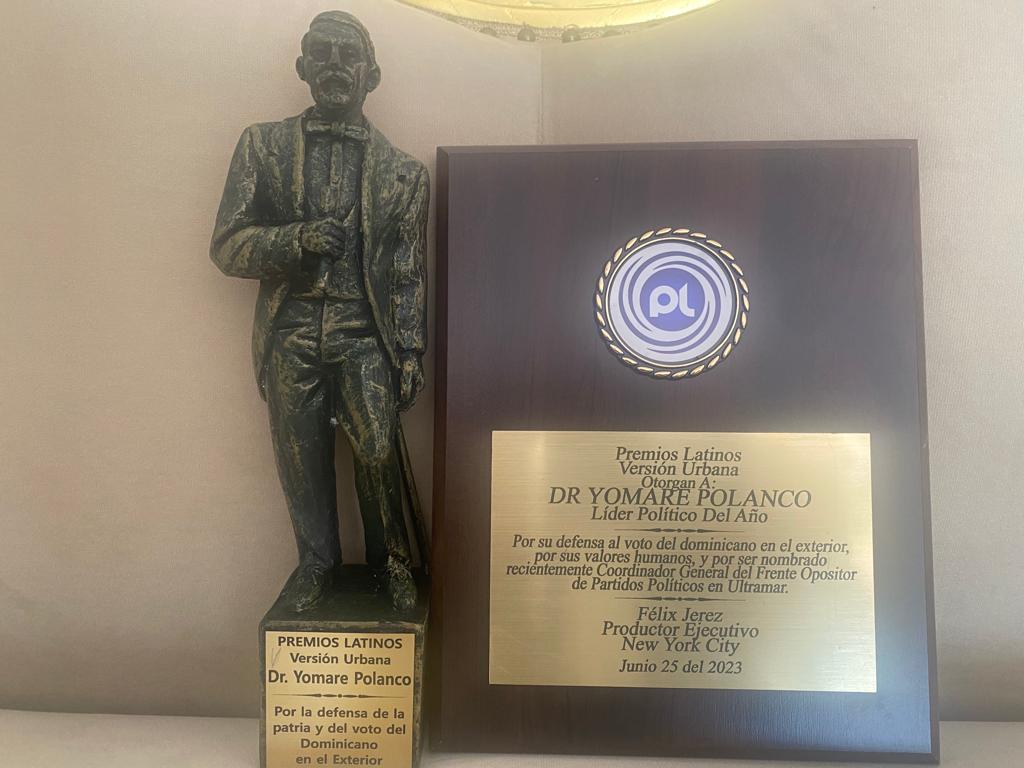 PREMIOS LATINOS
Versión Urbana
Dr. Yomare Polanco
Por la defensa de la
patria y del voto del
Dominicano
en el Exterior
pl
Premios Latinos
Versión Urbana
Otorgan A:
DR YOMARE POLANCO
Líder Político Del Año
Por su defensa al voto del dominicano en el exterior,
por sus valores humanos, y por ser nombrado
recientemente Coordinador General del Frente Opositor
de Partidos Políticos en Ultramar.
Félix Jerez
Productor Ejecutivo
New York City
Junio 25 del 2023